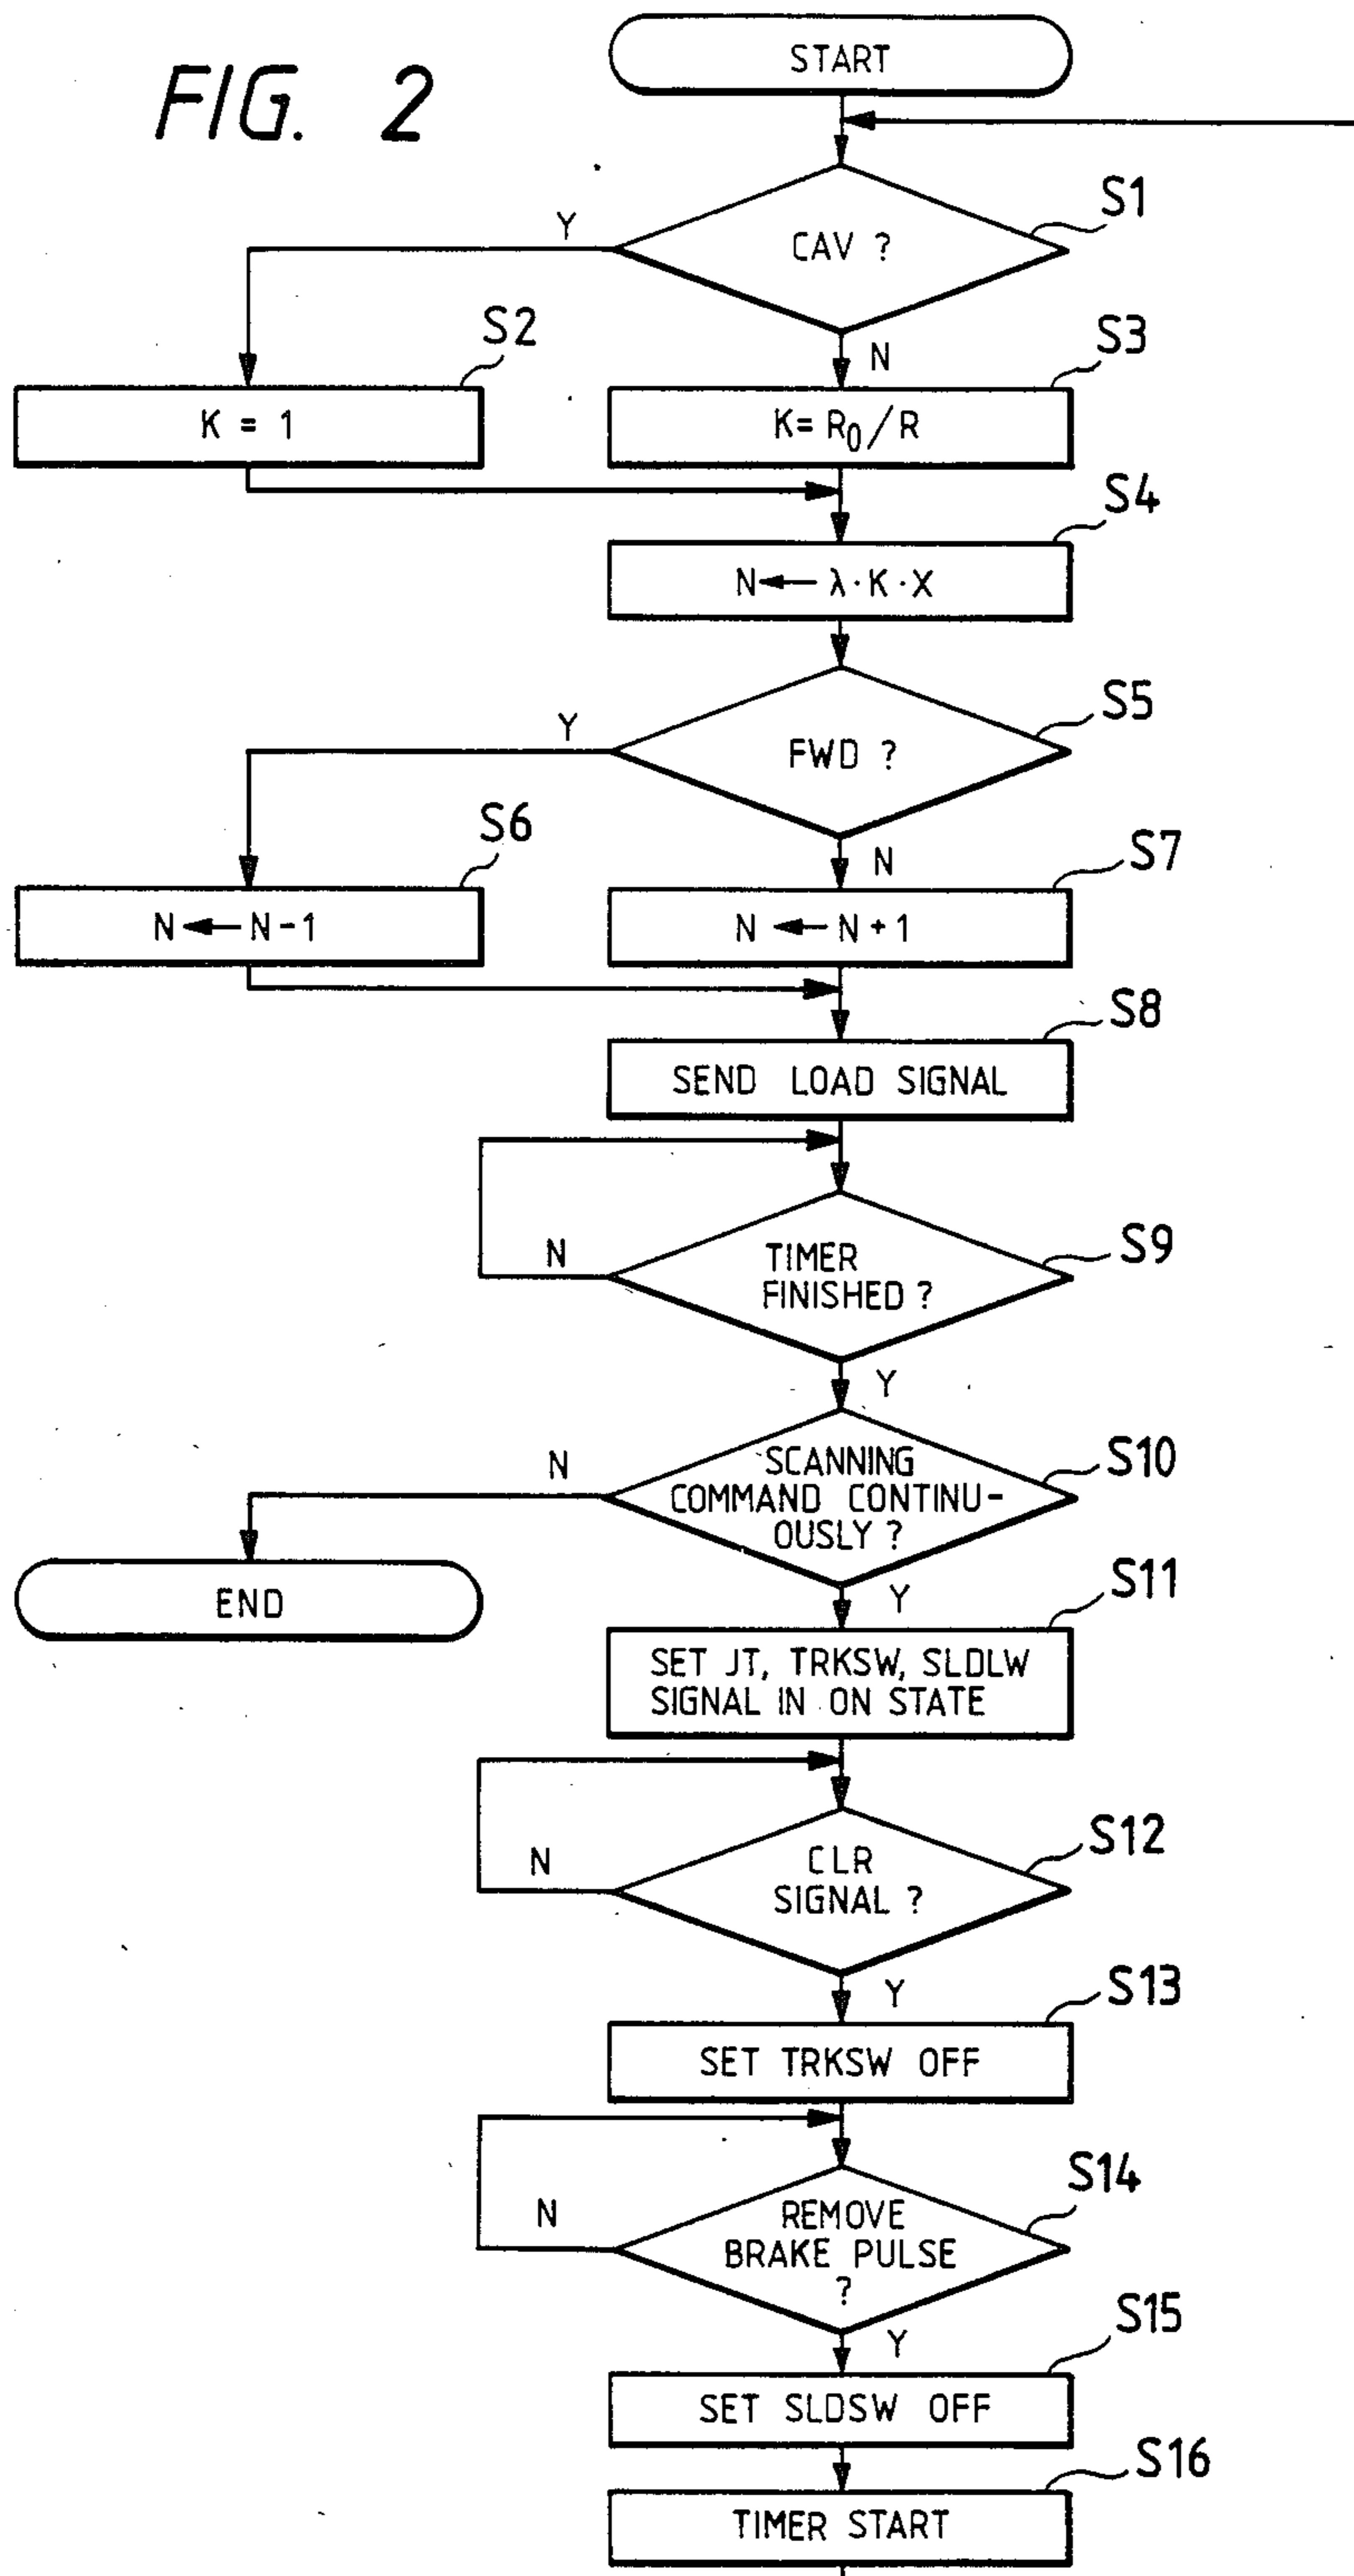 FIG. 2
START
S1
CAV ?
Y
N
S2
K = 1
S3
K= R₀/R
S4
N ← λ·K·X
S5
FWD ?
Y
N
S6
N ← N-1
S7
N ← N+1
S8
SEND LOAD SIGNAL
S9
TIMER
FINISHED ?
N
Y
S10
SCANNING
COMMAND CONTINU-
OUSLY ?
N
Y
END
S11
SET JT, TRKSW, SLDLW
SIGNAL IN ON STATE
S12
CLR
SIGNAL ?
N
Y
S13
SET TRKSW OFF
S14
REMOVE
BRAKE PULSE
?
N
Y
S15
SET SLDSW OFF
S16
TIMER START